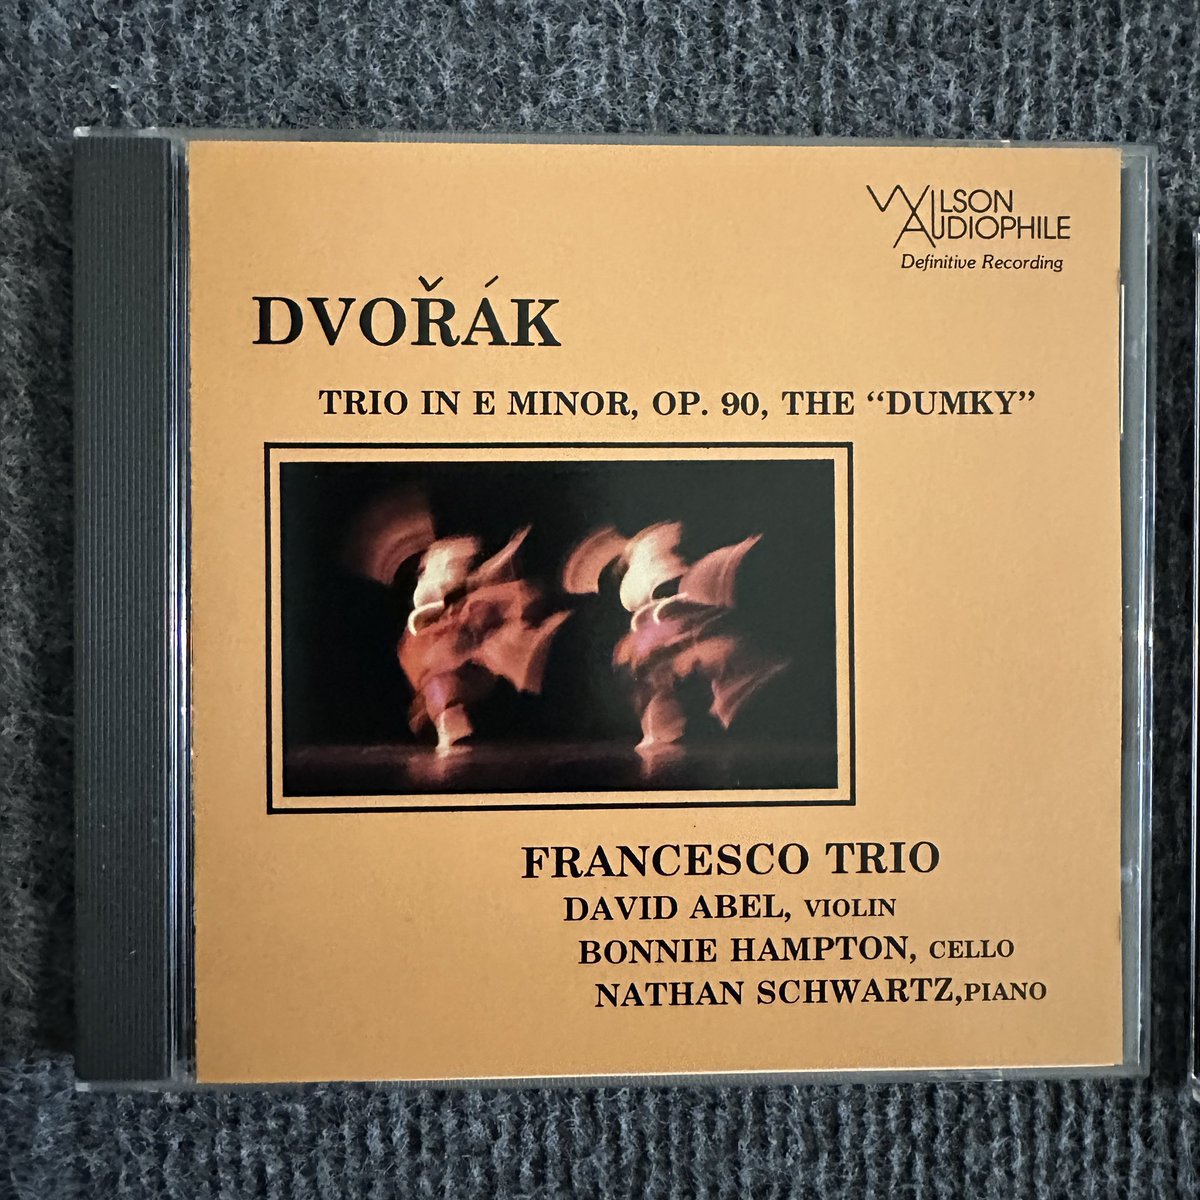 WILSON
AUDIOPHILE
Definitive Recording
DVOŘÁK
TRIO IN E MINOR, OP. 90, THE “DUMKY”
FRANCESCO TRIO
DAVID ABEL, VIOLIN
BONNIE HAMPTON, CELLO
NATHAN SCHWARTZ,PIANO